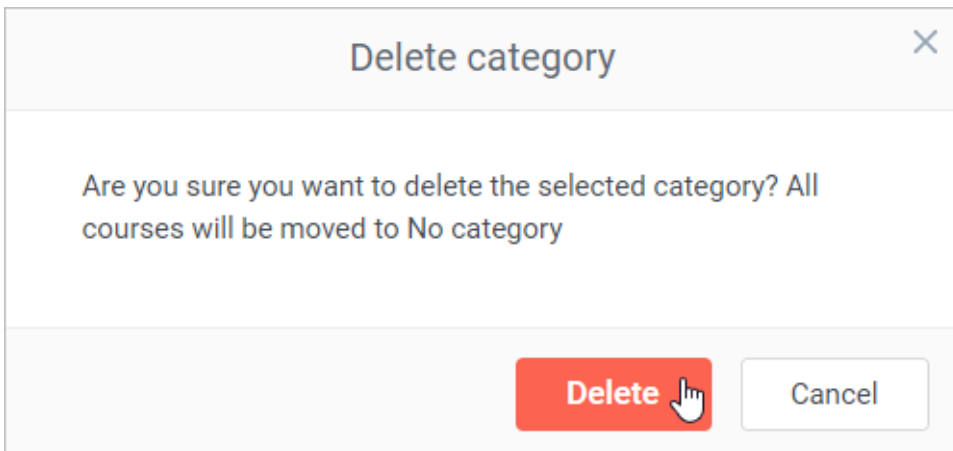 Delete category
Are you sure you want to delete the selected category? All
courses will be moved to No category
Delete
Cancel